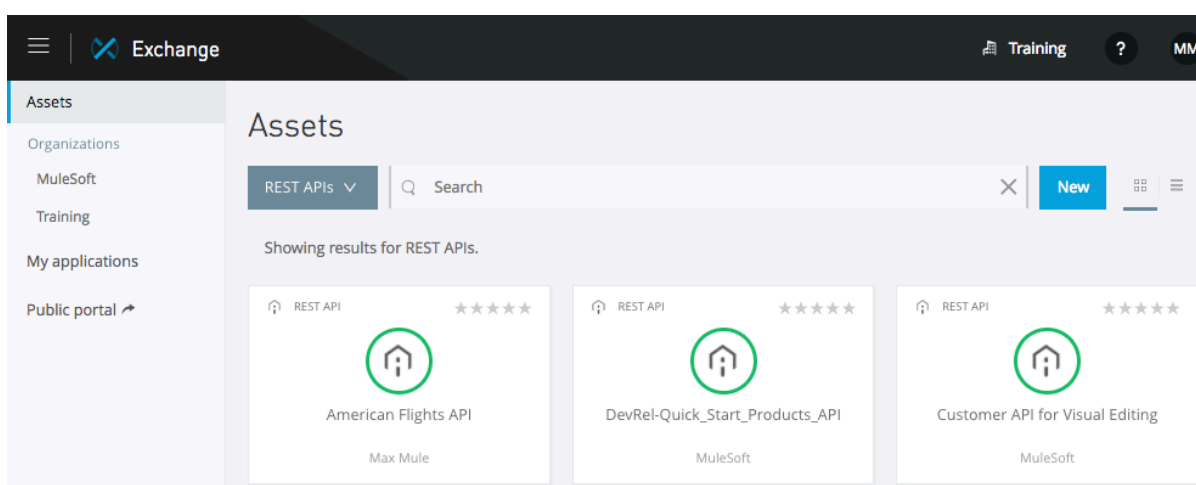 Exchange
Training
?
MM
Assets
Organizations
MuleSoft
Training
My applications
Public portal
Assets
REST APIs
Search
New
Showing results for REST APIs.
REST API
American Flights API
Max Mule
REST API
DevRel-Quick_Start_Products_API
MuleSoft
REST API
Customer API for Visual Editing
MuleSoft